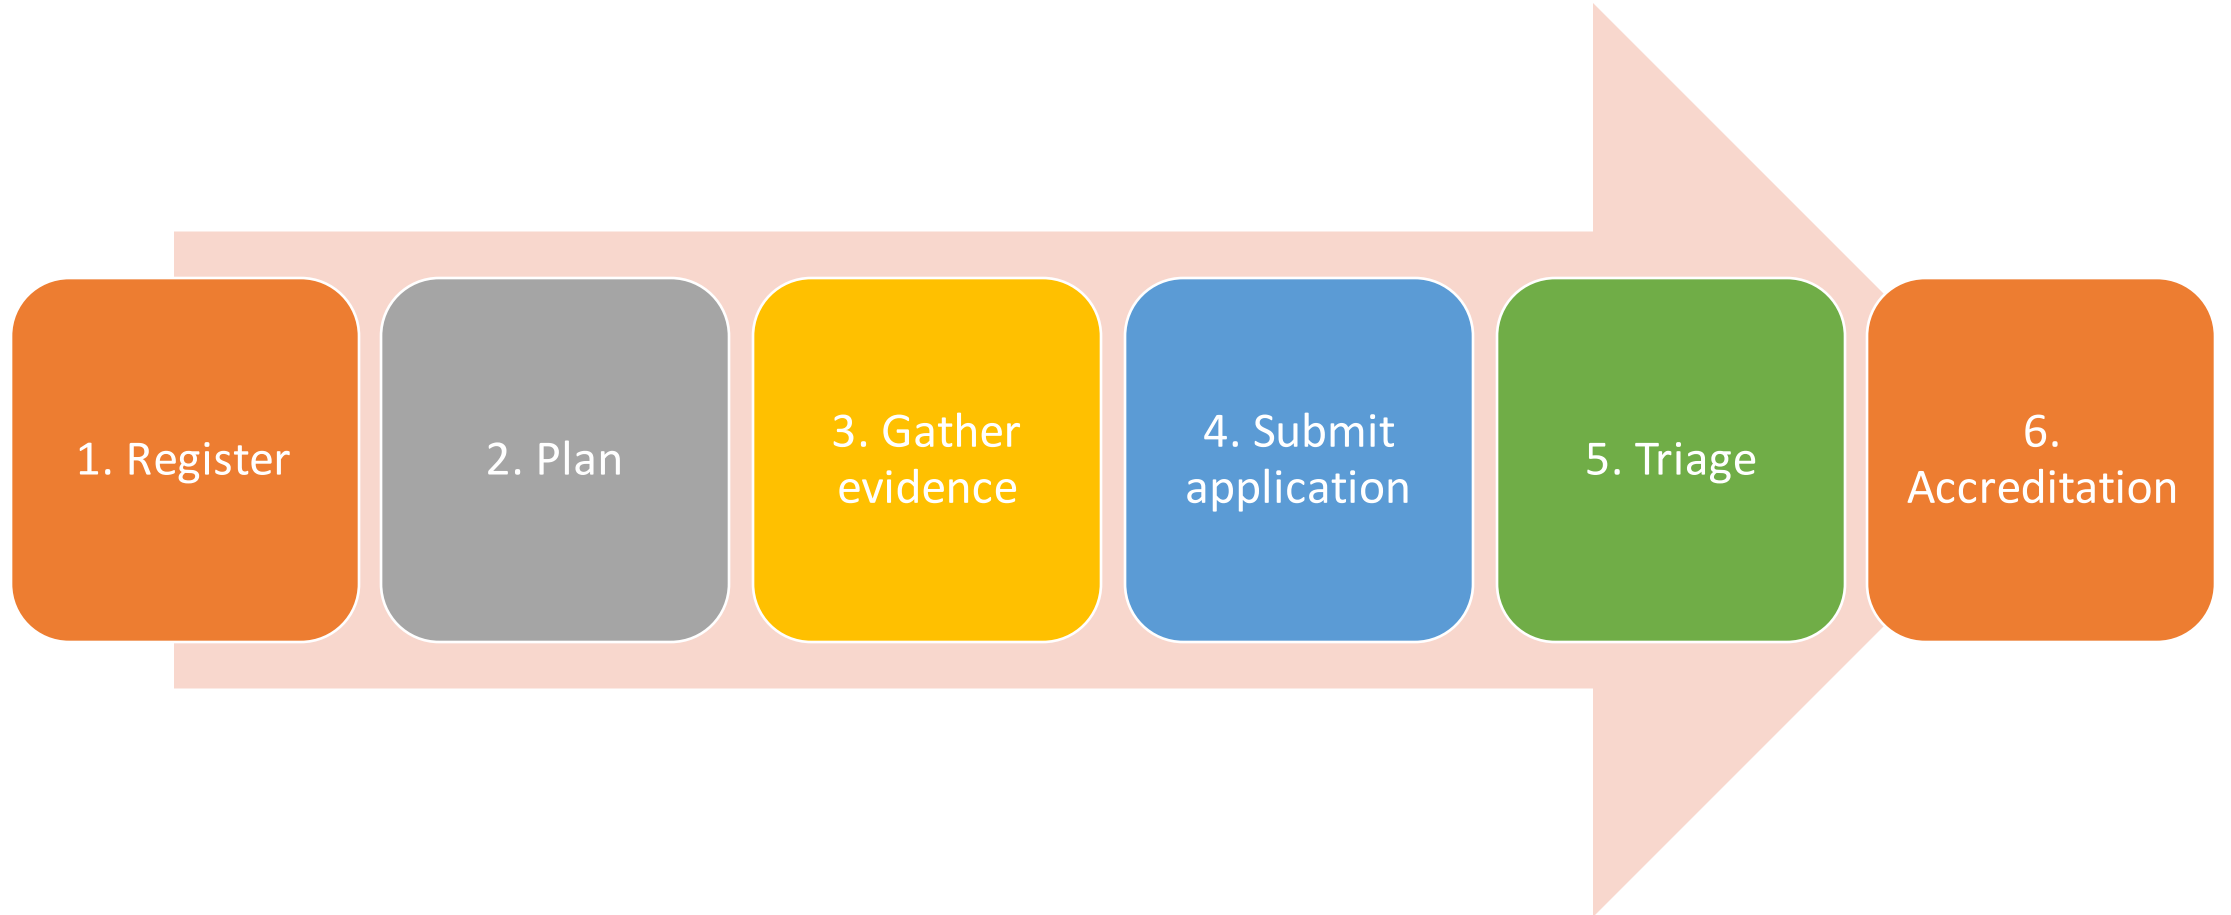 1. Register
2. Plan
3. Gather
evidence
4. Submit
application
5. Triage
6.
Accreditation